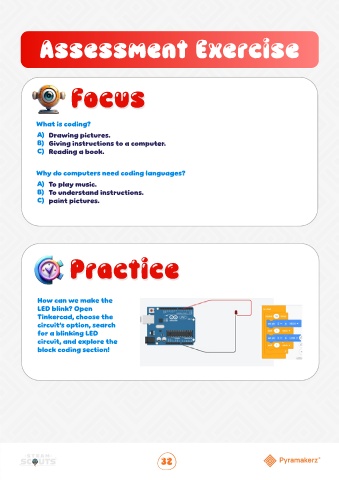 Assessment Exercise
Focus
What is coding?
A) Drawing pictures.
B) Giving instructions to a computer.
C) Reading a book.
Why do computers need coding languages?
A) To play music.
B) To understand instructions.
C) paint pictures.
Practice
How can we make the
LED blink? Open
Tinkercad, choose the
circuit's option, search
for a blinking LED
circuit, and explore the
block coding section!
STEAM
SCOUTS
32
Pyramakerz